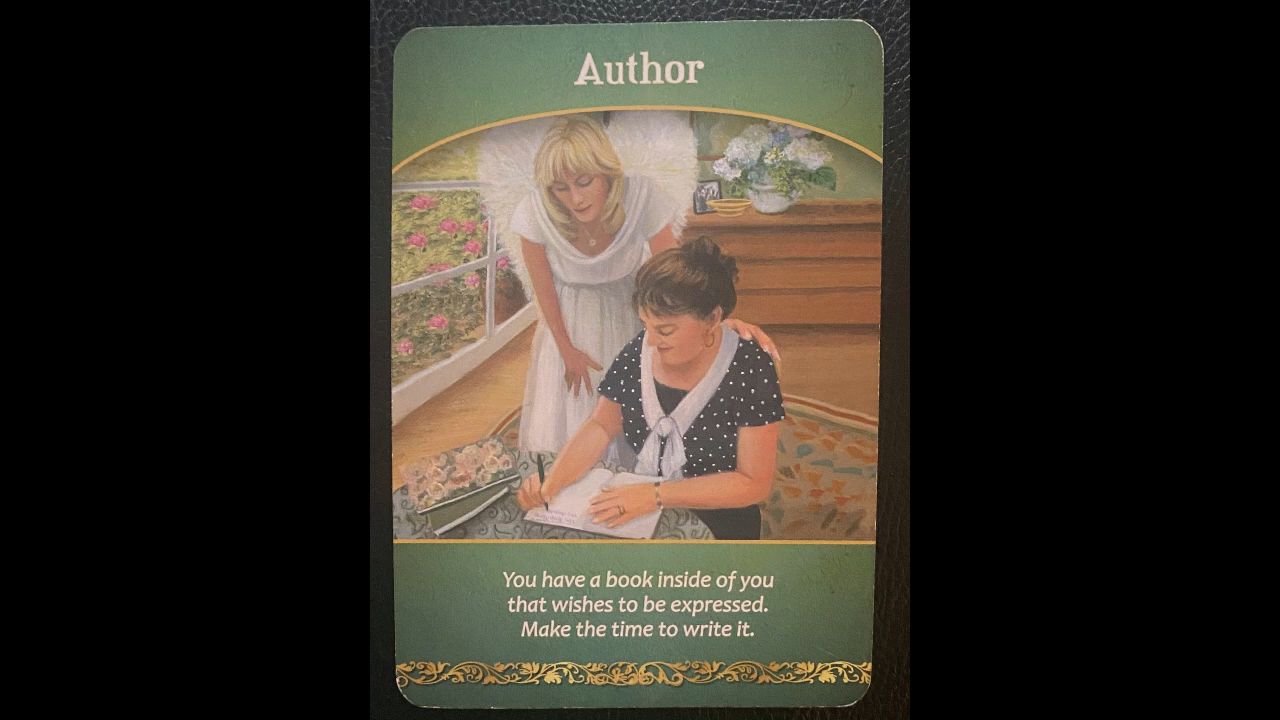 Author
You have a book inside of you
that wishes to be expressed.
Make the time to write it.